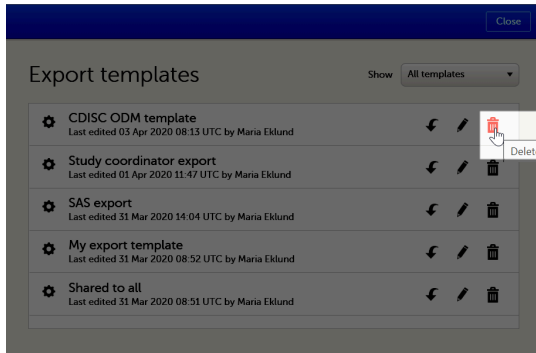 Close
Export templates
Show All templates
CDISC ODM template
Last edited 03 Apr 2020 08:13 UTC by Maria Eklund
Delete
Study coordinator export
Last edited 01 Apr 2020 11:47 UTC by Maria Eklund
SAS export
Last edited 31 Mar 2020 14:04 UTC by Maria Eklund
My export template
Last edited 31 Mar 2020 08:52 UTC by Maria Eklund
Shared to all
Last edited 31 Mar 2020 08:51 UTC by Maria Eklund